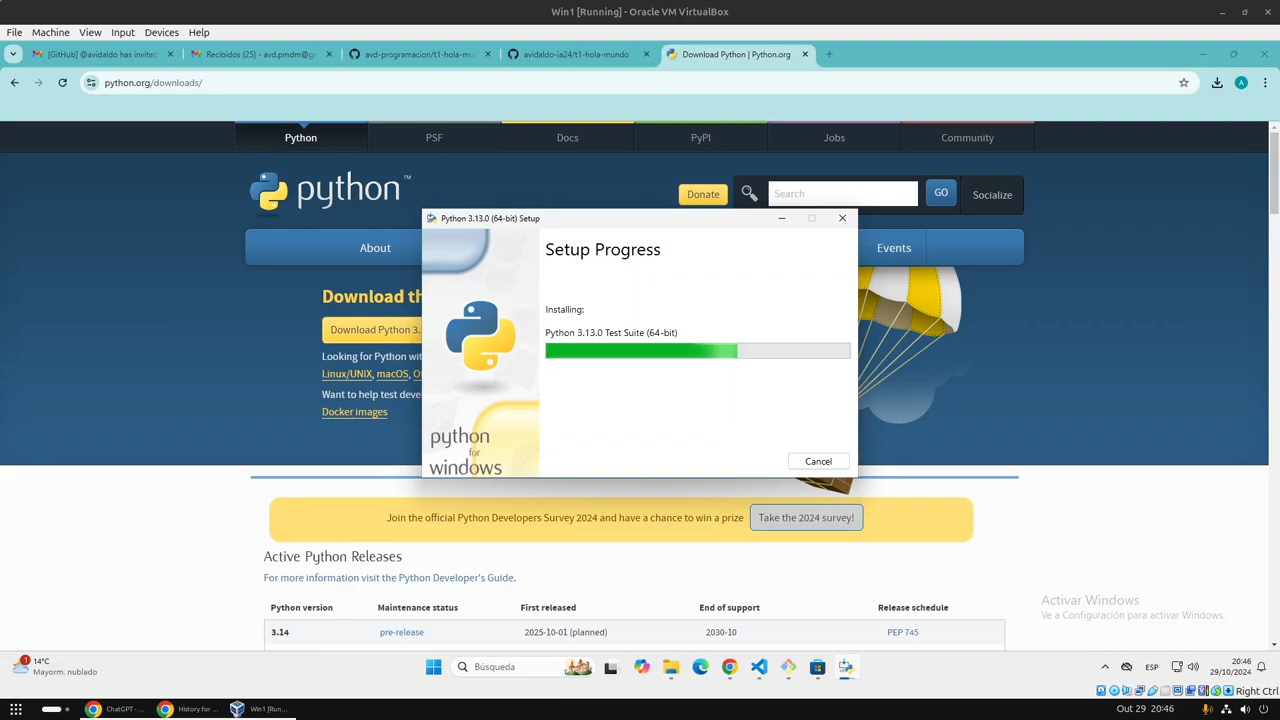 Win1 [Running] - Oracle VM VirtualBox
File Machine View Input Devices Help
[GitHub] @avidaldo has invited
Recibidos (25) - avd.pmdm@g
avd-programacion/t1-hola-mu
avidaldo-ia24/t1-hola-mundo
Download Python | Python.org
python.org/downloads/
A
Python PSF Docs PyPI Jobs Community
python™
Donate
Search
GO
Socialize
About
Events
Download th
Download Python 3.
Looking for Python wit
Linux/UNIX, macOS, O
Want to help test deve
Docker images
Python 3.13.0 (64-bit) Setup
Setup Progress
Installing:
Python 3.13.0 Test Suite (64-bit)
python
for
windows
Cancel
Join the official Python Developers Survey 2024 and have a chance to win a prize
Take the 2024 survey!
Active Python Releases
For more information visit the Python Developer's Guide.
Python version Maintenance status First released End of support Release schedule
3.14 pre-release 2025-10-01 (planned) 2030-10 PEP 745
Activar Windows
Ve a Configuración para activar Windows.
1
14°C
Mayorm. nublado
Búsqueda
ESP
20:46
29/10/2024
Right Ctrl
ChatGPT - ...
History for ...
Win1 [Run...
Out 29 20:46